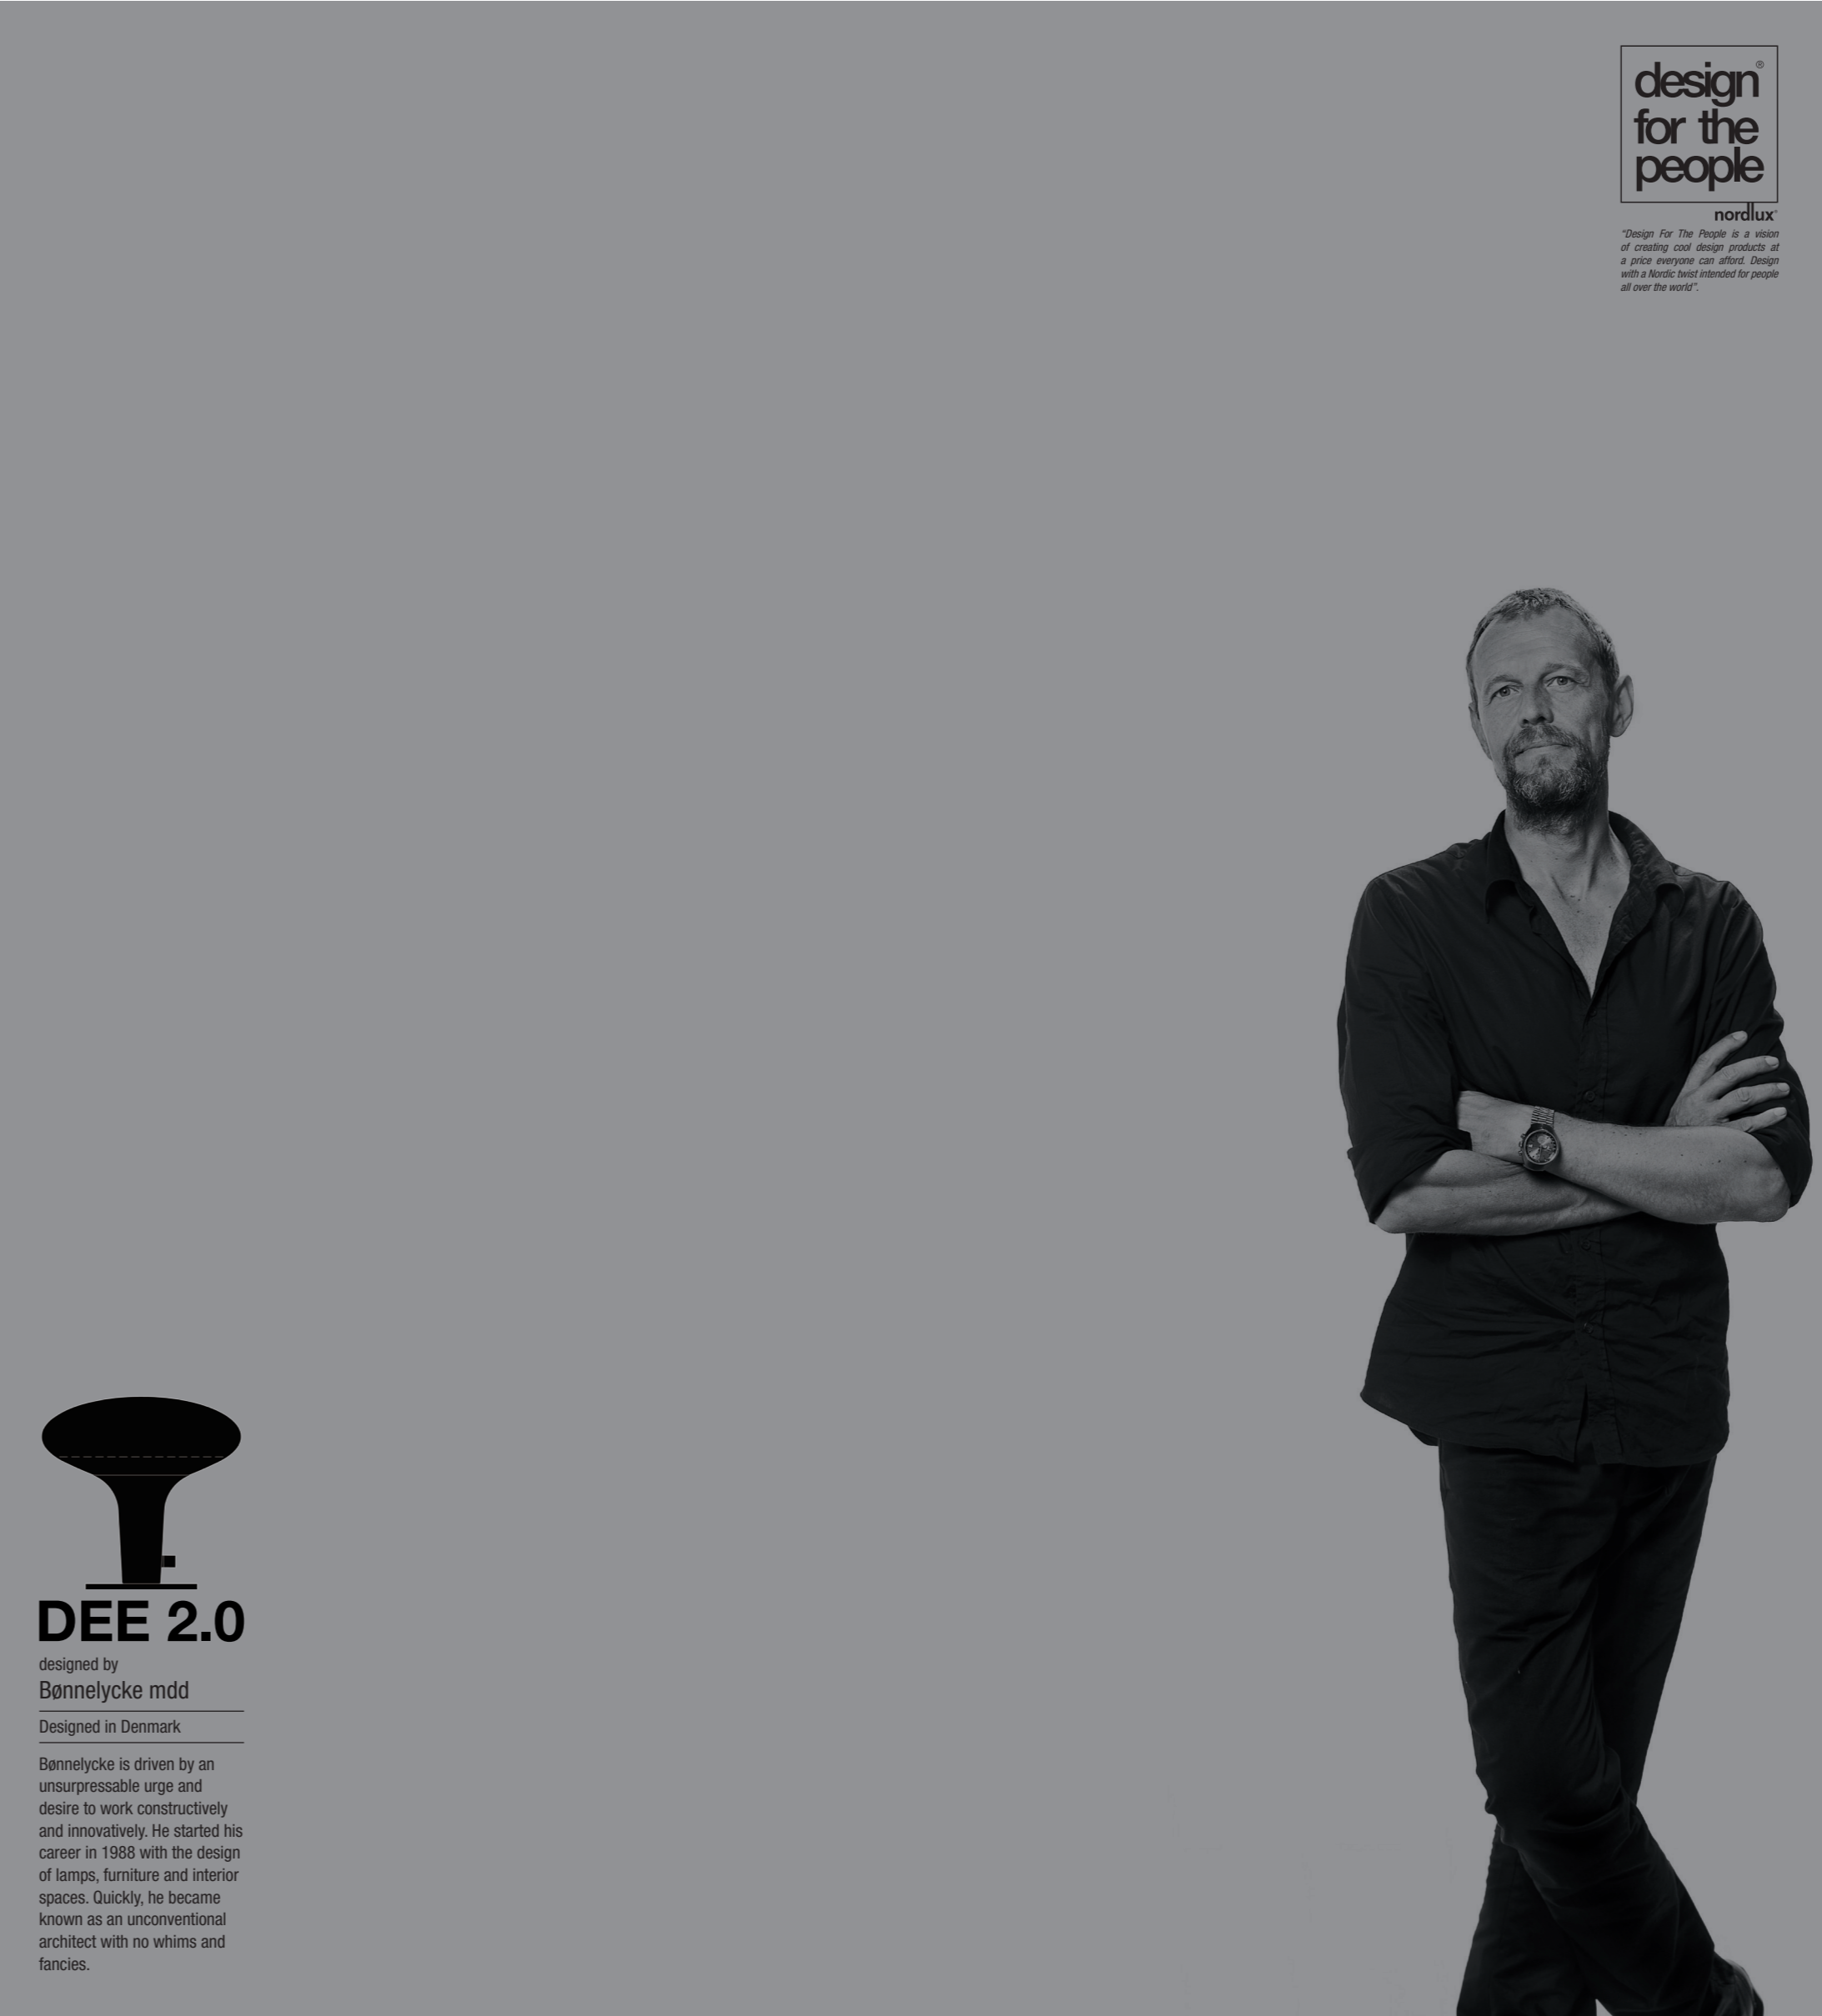 design®
for the
people
nordlux®
"Design For The People is a vision
of creating cool design products at
a price everyone can afford. Design
with a Nordic twist intended for people
all over the world".
DEE 2.0
designed by
Bønnelycke mdd
Designed in Denmark
Bønnelycke is driven by an
unsurpressable urge and
desire to work constructively
and innovatively. He started his
career in 1988 with the design
of lamps, furniture and interior
spaces. Quickly, he became
known as an unconventional
architect with no whims and
fancies.